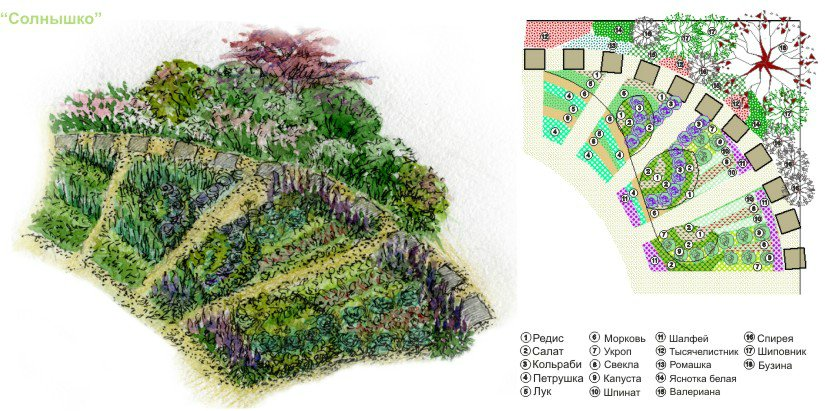 “Солнышко”
① Редис
② Салат
③ Кольраби
④ Петрушка
⑤ Лук
⑥ Морковь
⑦ Укроп
⑧ Свекла
⑨ Капуста
⑩ Шпинат
⑪ Шалфей
⑫ Тысячелистник
⑬ Ромашка
⑭ Яснотка белая
⑮ Валериана
⑯ Спирея
⑰ Шиповник
⑱ Бузина